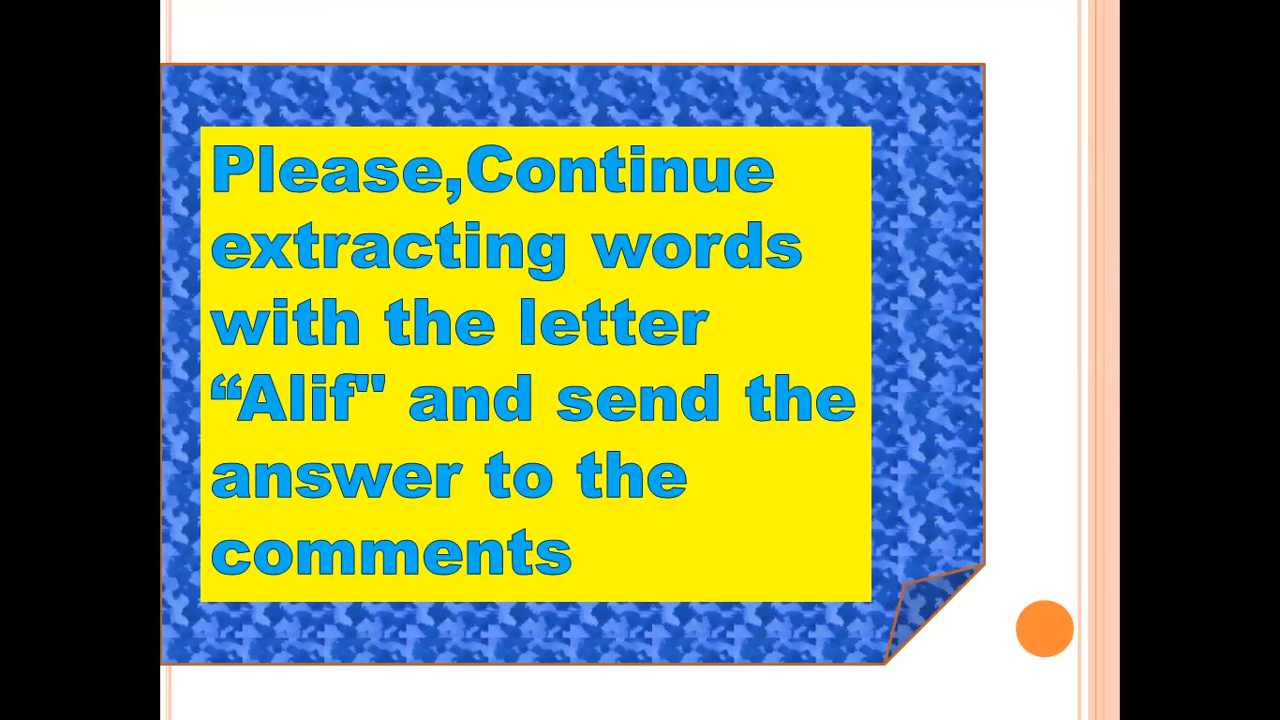 Please,Continue
extracting words
with the letter
“Alif" and send the
answer to the
comments